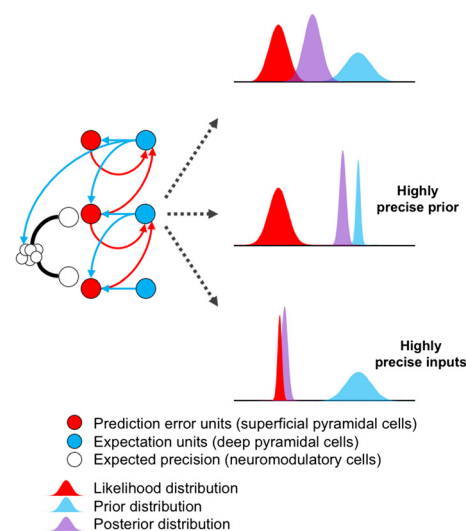 Highly
precise prior
Highly
precise inputs
Prediction error units (superficial pyramidal cells)
Expectation units (deep pyramidal cells)
Expected precision (neuromodulatory cells)
Likelihood distribution
Prior distribution
Posterior distribution